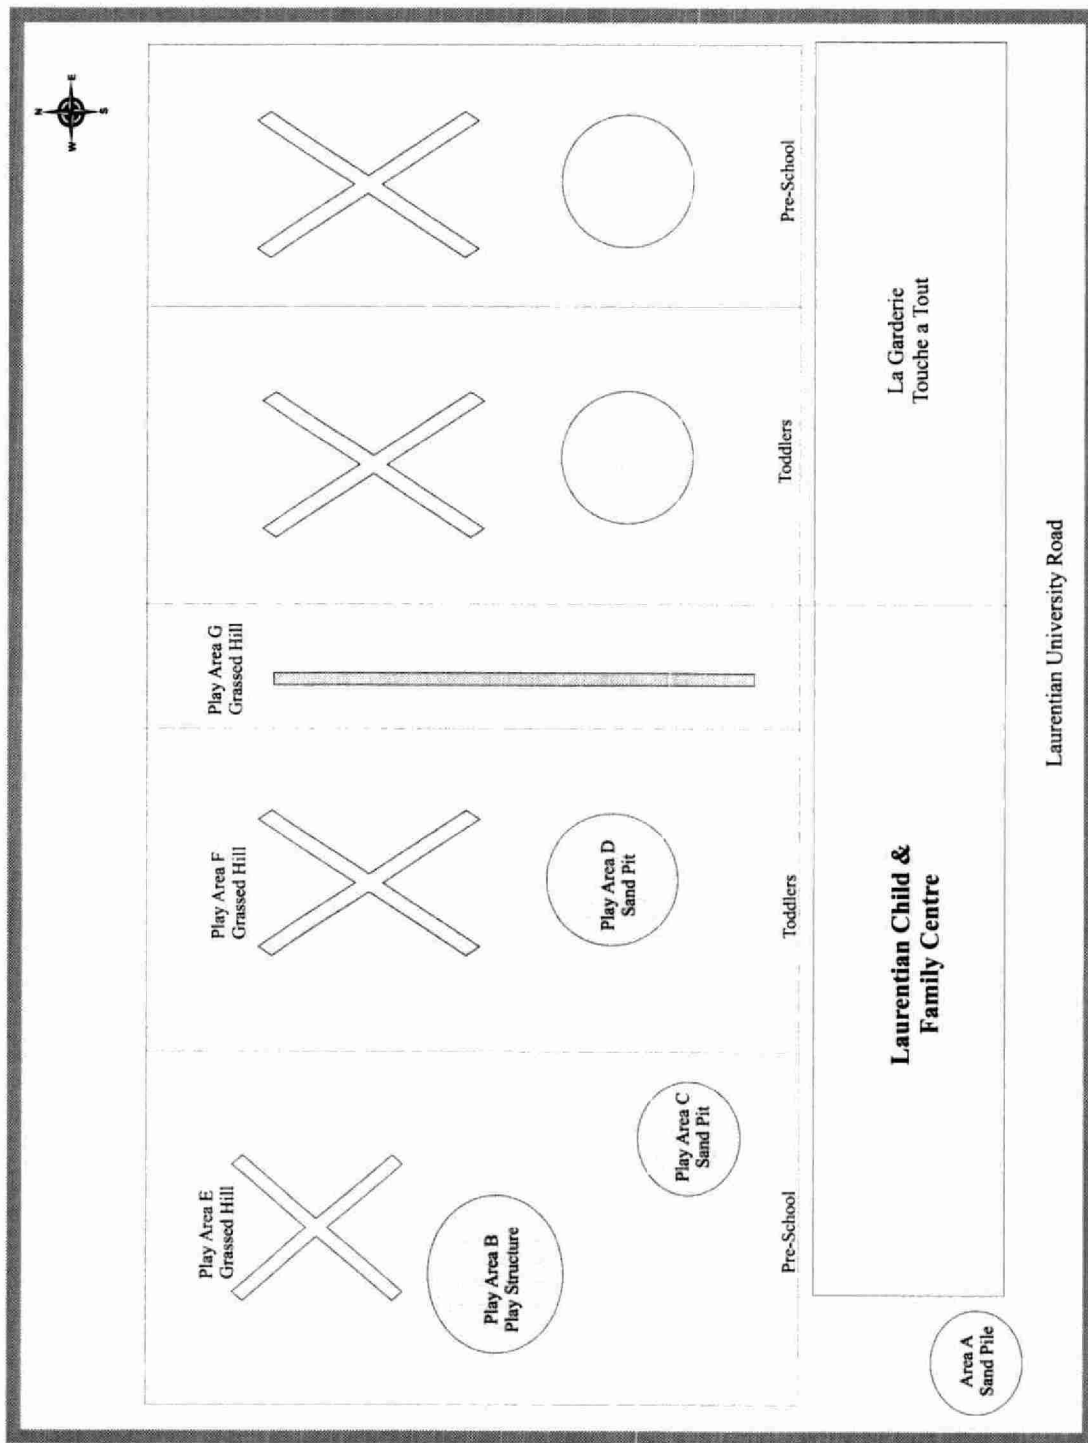 N
W
E
S
Play Area E
Grassed Hill
Play Area F
Grassed Hill
Play Area G
Grassed Hill
Play Area B
Play Structure
Play Area D
Sand Pit
Play Area C
Sand Pit
Pre-School
Toddlers
Toddlers
Pre-School
Laurentian Child &
Family Centre
La Garderie
Touche a Tout
Area A
Sand Pile
Laurentian University Road